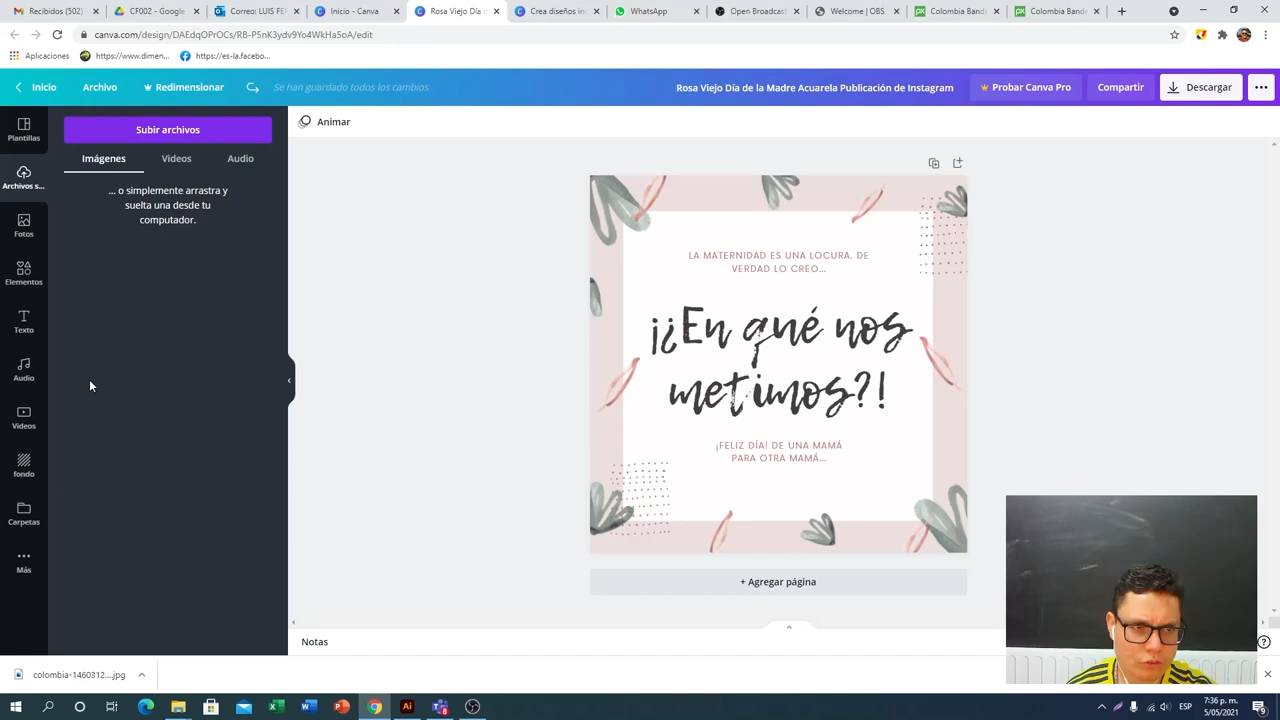 Recibidos (50)
CF002 - Google
Correo: LUIS FE
Inicio - Canva
Rosa Viejo Día d
Crea diseños in
WhatsApp
Open Broadcas
Welcome | OBS
Colombia Band
Colombia Band
canva.com/design/DAEdqOPrOCs/RB-P5nK3ydv9Yo4WkHa5oA/edit
Aplicaciones
https://www.dimen...
https://es-la.facebo...
Inicio
Archivo
Redimensionar
Se han guardado todos los cambios
Rosa Viejo Día de la Madre Acuarela Publicación de Instagram
Probar Canva Pro
Compartir
Descargar
Plantillas
Archivos s...
Fotos
Elementos
Texto
Audio
Videos
fondo
Carpetas
Más
Subir archivos
Imágenes
Videos
Audio
... o simplemente arrastra y
suelta una desde tu
computador.
Animar
LA MATERNIDAD ES UNA LOCURA. DE
VERDAD LO CREO...
¡¿En qué nos
metimos?!
¡FELIZ DÍA! DE UNA MAMÁ
PARA OTRA MAMÁ...
+ Agregar página
Notas
colombia-1460312....jpg
ESP
7:36 p. m.
5/05/2021